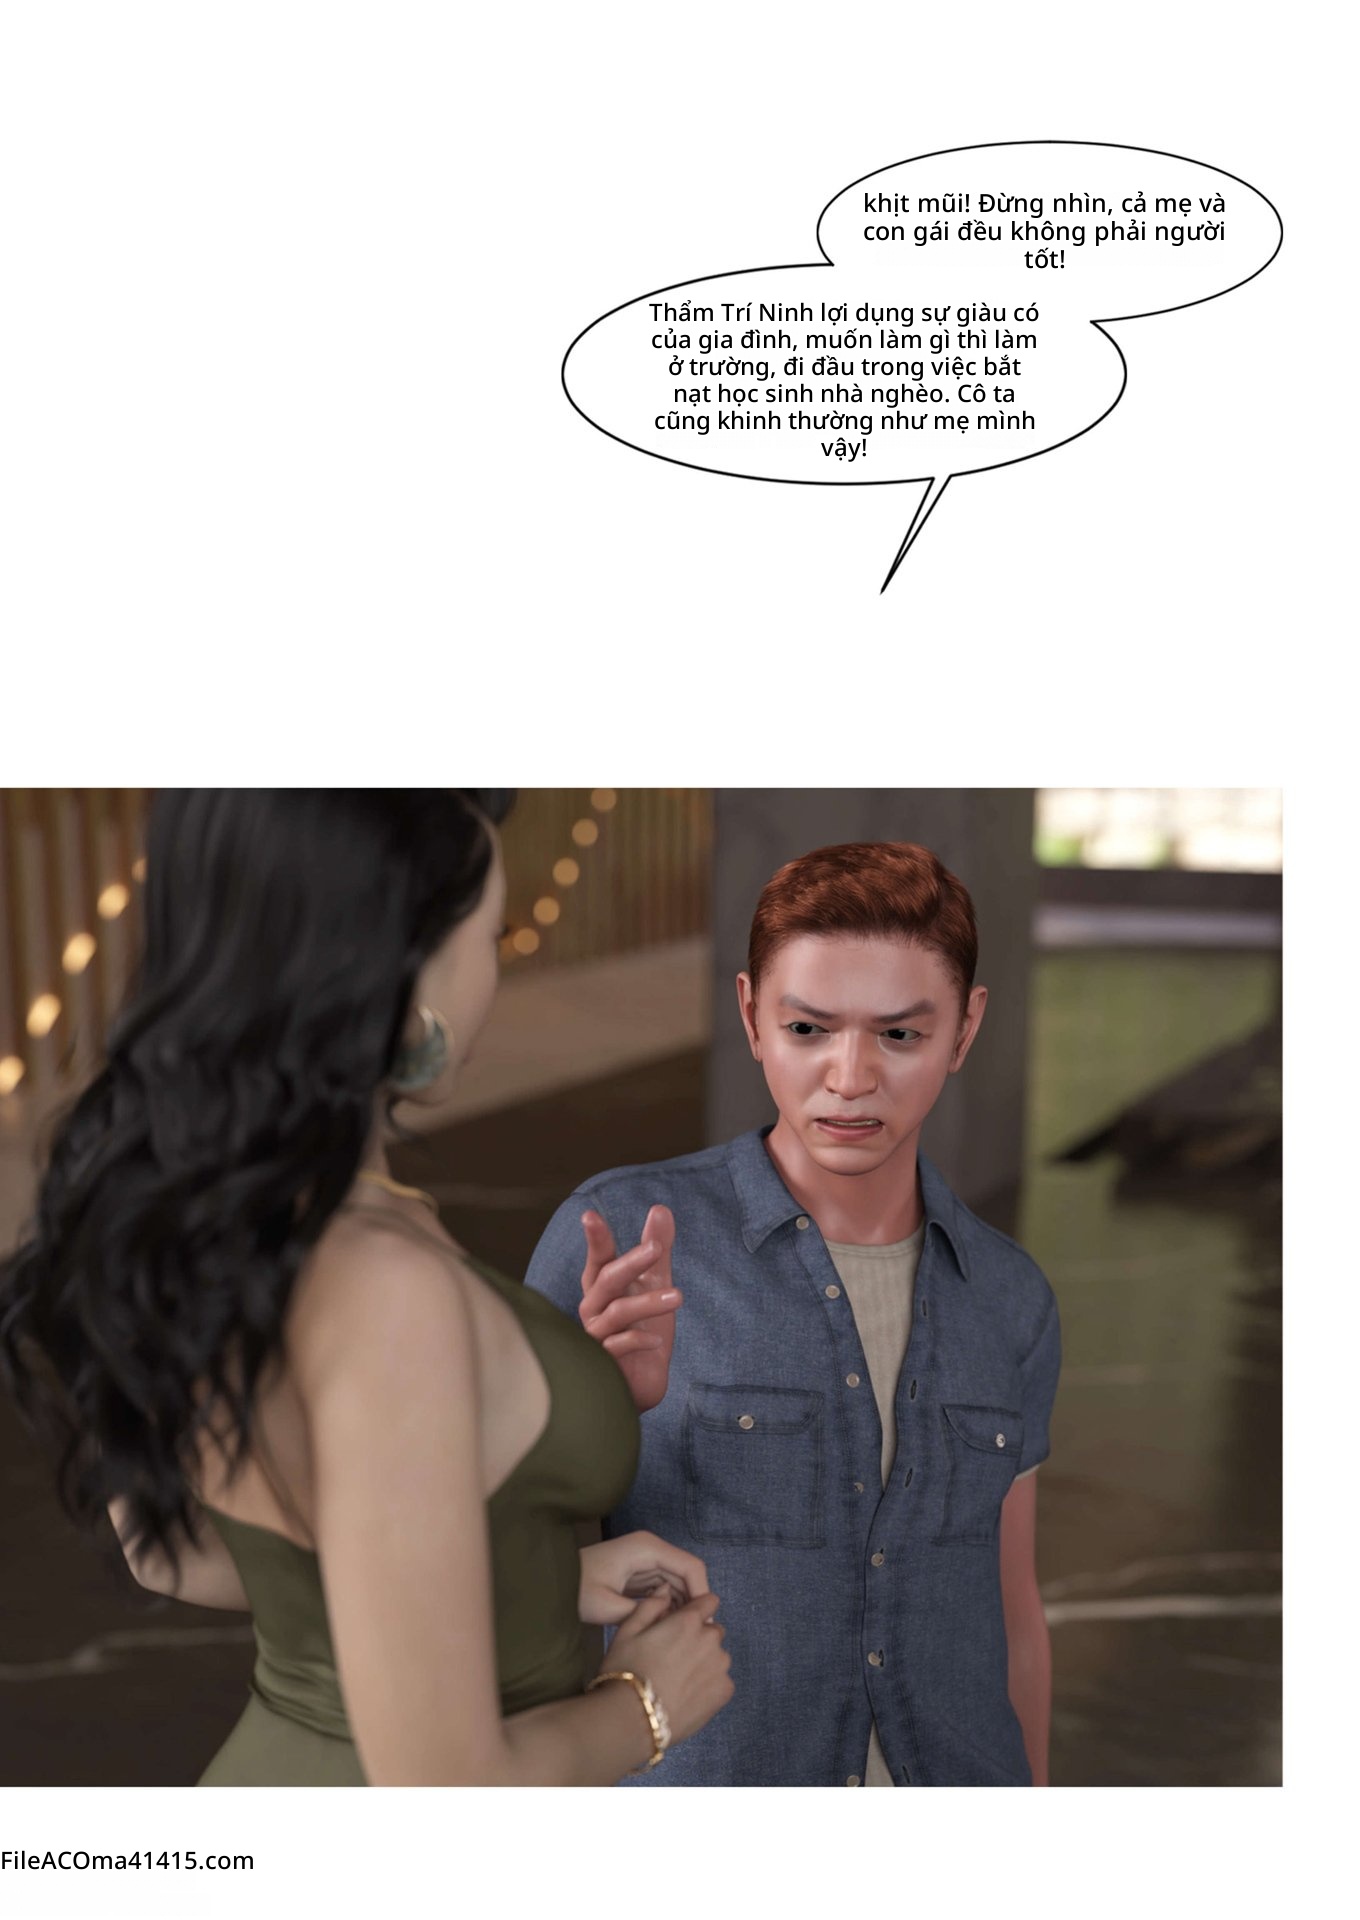 khịt mũi! Đừng nhìn, cả mẹ và
con gái đều không phải người
tốt!
Thẩm Trí Ninh lợi dụng sự giàu có
của gia đình, muốn làm gì thì làm
ở trường, đi đầu trong việc bắt
nạt học sinh nhà nghèo. Cô ta
cũng khinh thường như mẹ mình
vậy!
FileACOma41415.com